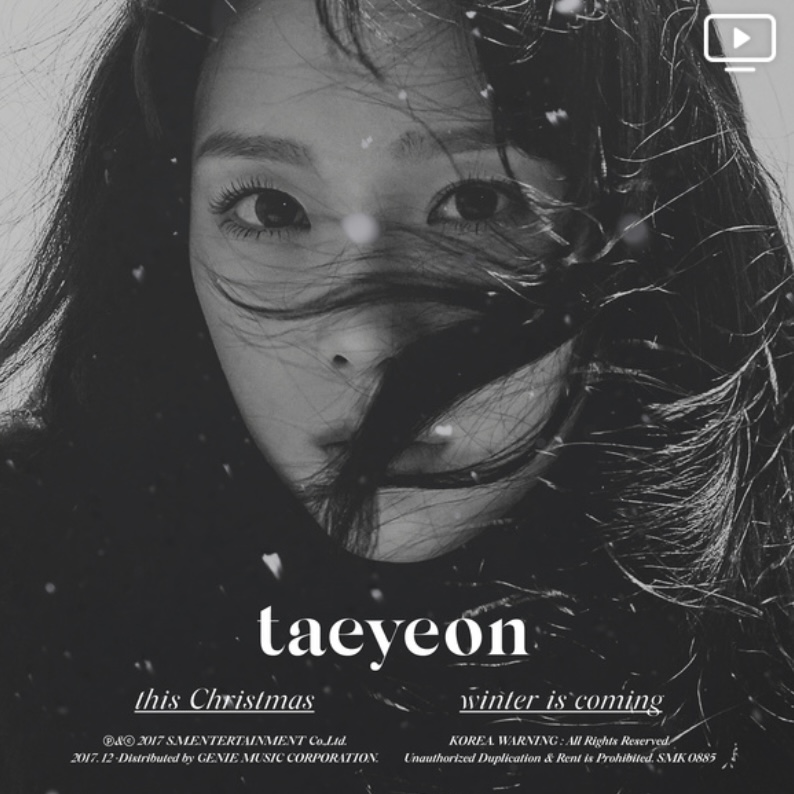 taeyeon
this Christmas
winter is coming
℗&© 2017 S.M.ENTERTAINMENT Co.,Ltd.
2017. 12 ·Distributed by GENIE MUSIC CORPORATION.
KOREA. WARNING : All Rights Reserved.
Unauthorized Duplication & Rent is Prohibited. SMK 0885